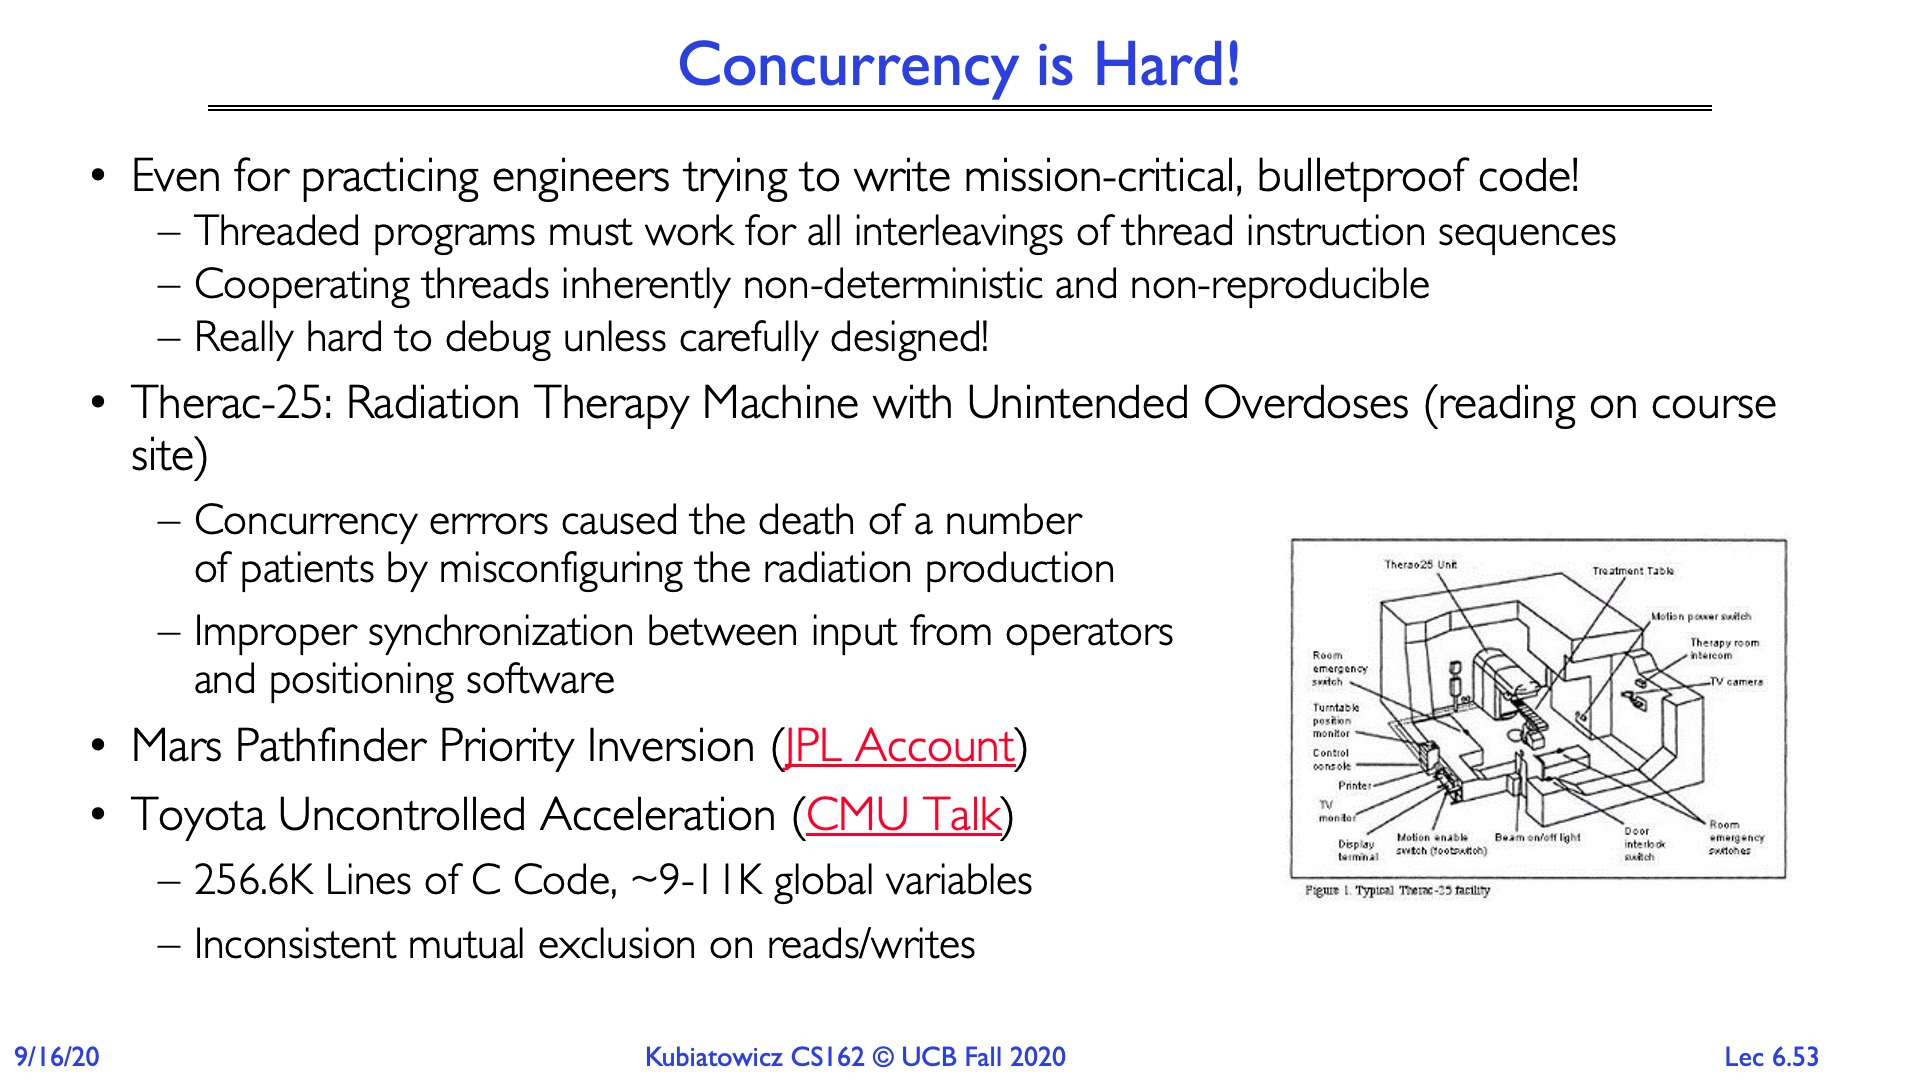 Concurrency is Hard!
• Even for practicing engineers trying to write mission-critical, bulletproof code!
– Threaded programs must work for all interleavings of thread instruction sequences
– Cooperating threads inherently non-deterministic and non-reproducible
– Really hard to debug unless carefully designed!
• Therac-25: Radiation Therapy Machine with Unintended Overdoses (reading on course
site)
– Concurrency errrors caused the death of a number
of patients by misconfiguring the radiation production
– Improper synchronization between input from operators
and positioning software
• Mars Pathfinder Priority Inversion (JPL Account)
• Toyota Uncontrolled Acceleration (CMU Talk)
– 256.6K Lines of C Code, ~9-11K global variables
– Inconsistent mutual exclusion on reads/writes
Therac-25 Unit
Treatment Table
Motion power switch
Therapy room
intercom
TV camera
Room
emergency
switch
Turntable
position
monitor
Control
console
Printer
TV
monitor
Display
terminal
Motion enable
switch (footswitch)
Beam on/off light
Door
interlock
switch
Room
emergency
switches
Figure 1. Typical Therac-25 facility
9/16/20
Kubiatowicz CS162 © UCB Fall 2020
Lec 6.53